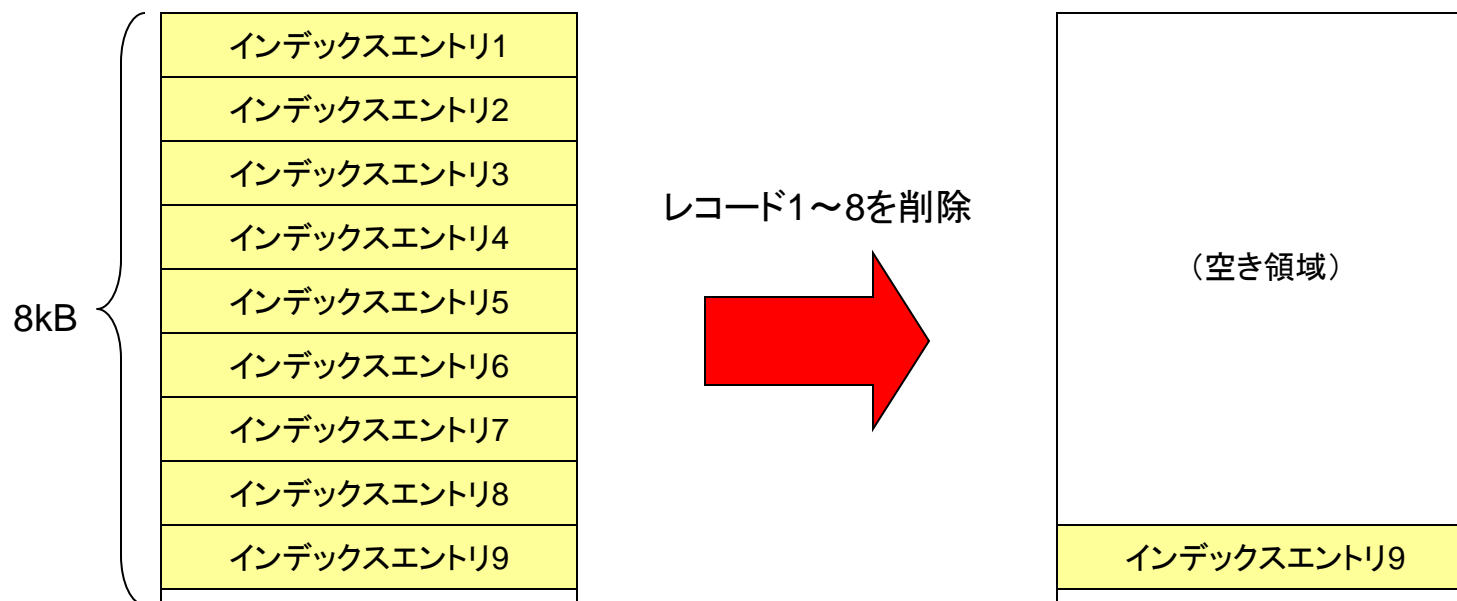 インデックスエントリ1
インデックスエントリ2
インデックスエントリ3
インデックスエントリ4
インデックスエントリ5
インデックスエントリ6
インデックスエントリ7
インデックスエントリ8
インデックスエントリ9
8kB
レコード1～8を削除
（空き領域）
インデックスエントリ9